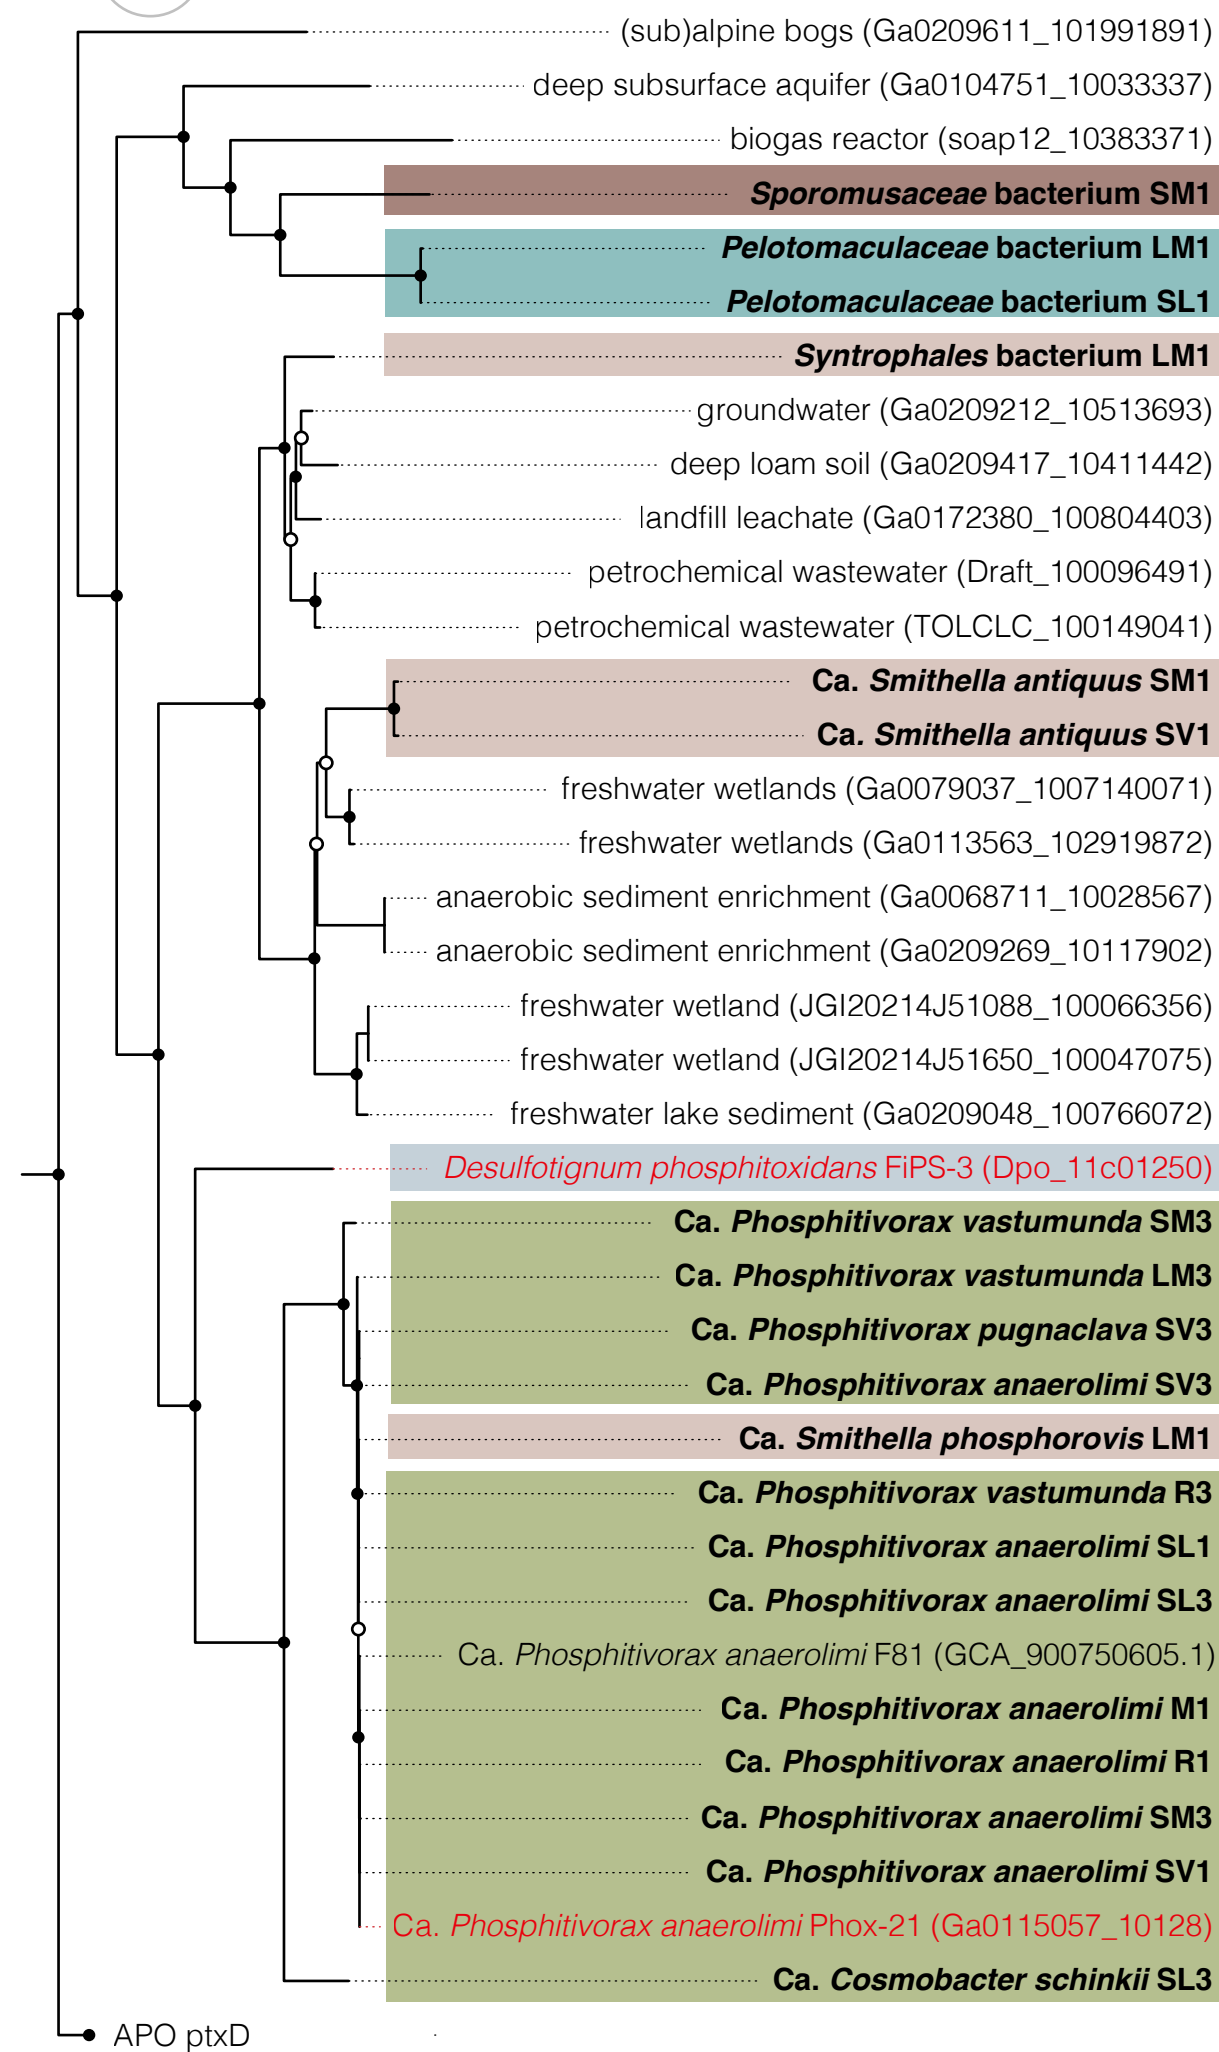 (sub)alpine bogs (Ga0209611_101991891)
deep subsurface aquifer (Ga0104751_10033337)
biogas reactor (soap12_10383371)
Sporomusaceae bacterium SM1
Pelotomaculaceae bacterium LM1
Pelotomaculaceae bacterium SL1
Syntrophales bacterium LM1
groundwater (Ga0209212_10513693)
deep loam soil (Ga0209417_10411442)
landfill leachate (Ga0172380_100804403)
petrochemical wastewater (Draft_100096491)
petrochemical wastewater (TOLCLC_100149041)
Ca. Smithella antiquus SM1
Ca. Smithella antiquus SV1
freshwater wetlands (Ga0079037_1007140071)
freshwater wetlands (Ga0113563_102919872)
anaerobic sediment enrichment (Ga0068711_10028567)
anaerobic sediment enrichment (Ga0209269_10117902)
freshwater wetland (JGI20214J51088_100066356)
freshwater wetland (JGI20214J51650_100047075)
freshwater lake sediment (Ga0209048_100766072)
Desulfotignum phosphitoxidans FiPS-3 (Dpo_11c01250)
Ca. Phosphitivorax vastumunda SM3
Ca. Phosphitivorax vastumunda LM3
Ca. Phosphitivorax pugnaclava SV3
Ca. Phosphitivorax anaerolimi SV3
Ca. Smithella phosphorovis LM1
Ca. Phosphitivorax vastumunda R3
Ca. Phosphitivorax anaerolimi SL1
Ca. Phosphitivorax anaerolimi SL3
Ca. Phosphitivorax anaerolimi F81 (GCA_900750605.1)
Ca. Phosphitivorax anaerolimi M1
Ca. Phosphitivorax anaerolimi R1
Ca. Phosphitivorax anaerolimi SM3
Ca. Phosphitivorax anaerolimi SV1
Ca. Phosphitivorax anaerolimi Phox-21 (Ga0115057_10128)
Ca. Cosmobacter schinkii SL3
APO ptxD